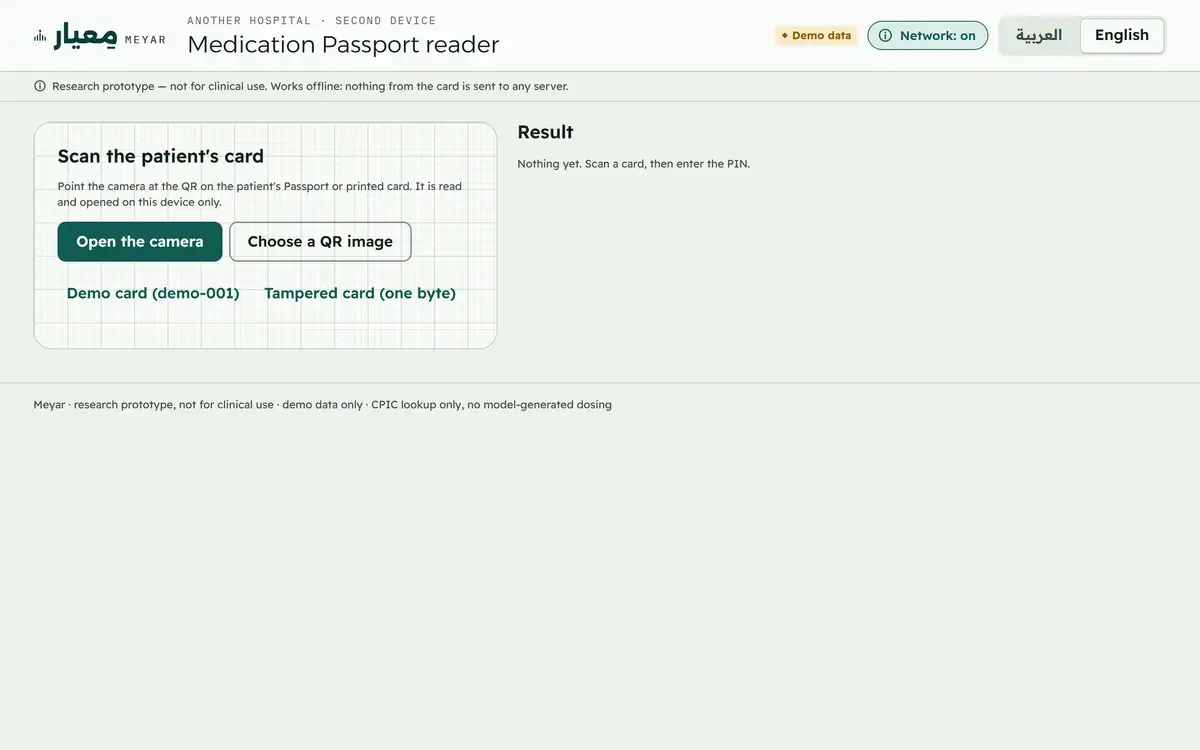 مِعيار MEYAR
ANOTHER HOSPITAL · SECOND DEVICE
Medication Passport reader
Demo data
Network: on
العربية
English
Research prototype — not for clinical use. Works offline: nothing from the card is sent to any server.
Scan the patient's card
Point the camera at the QR on the patient's Passport or printed card. It is read
and opened on this device only.
Open the camera
Choose a QR image
Demo card (demo-001)
Tampered card (one byte)
Result
Nothing yet. Scan a card, then enter the PIN.
Meyar · research prototype, not for clinical use · demo data only · CPIC lookup only, no model-generated dosing